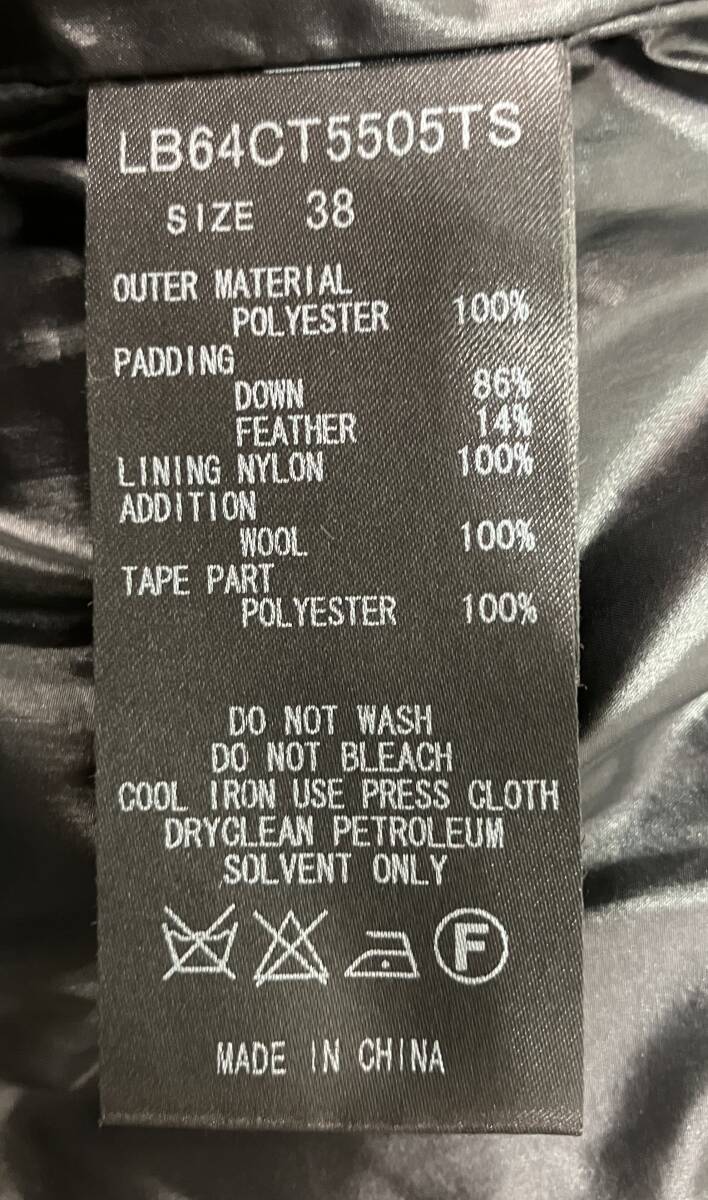 LB64CT5505TS
SIZE 38
OUTER MATERIAL
POLYESTER 100%
PADDING
DOWN 86%
FEATHER 14%
LINING NYLON 100%
ADDITION
WOOL 100%
TAPE PART
POLYESTER 100%
DO NOT WASH
DO NOT BLEACH
COOL IRON USE PRESS CLOTH
DRYCLEAN PETROLEUM
SOLVENT ONLY
F
MADE IN CHINA